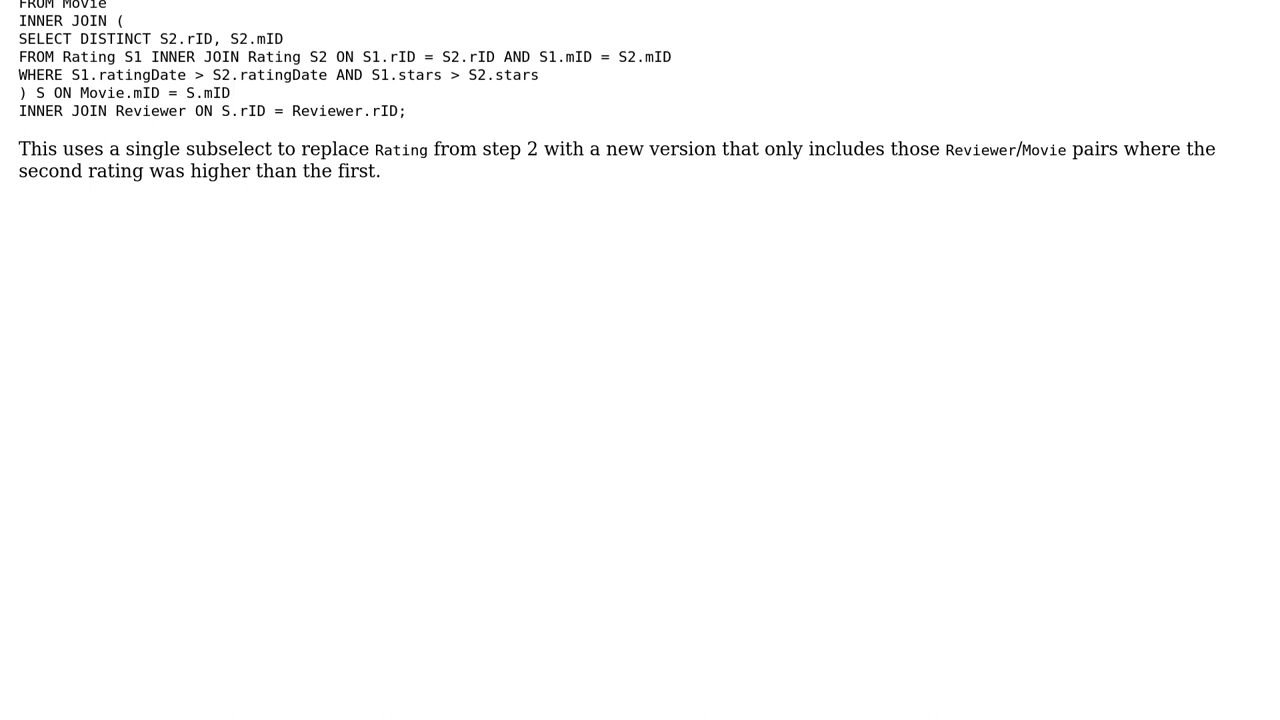 FROM Movie
INNER JOIN (
SELECT DISTINCT S2.rID, S2.mID
FROM Rating S1 INNER JOIN Rating S2 ON S1.rID = S2.rID AND S1.mID = S2.mID
WHERE S1.ratingDate > S2.ratingDate AND S1.stars > S2.stars
) S ON Movie.mID = S.mID
INNER JOIN Reviewer ON S.rID = Reviewer.rID;
This uses a single subselect to replace Rating from step 2 with a new version that only includes those Reviewer/Movie pairs where the
second rating was higher than the first.